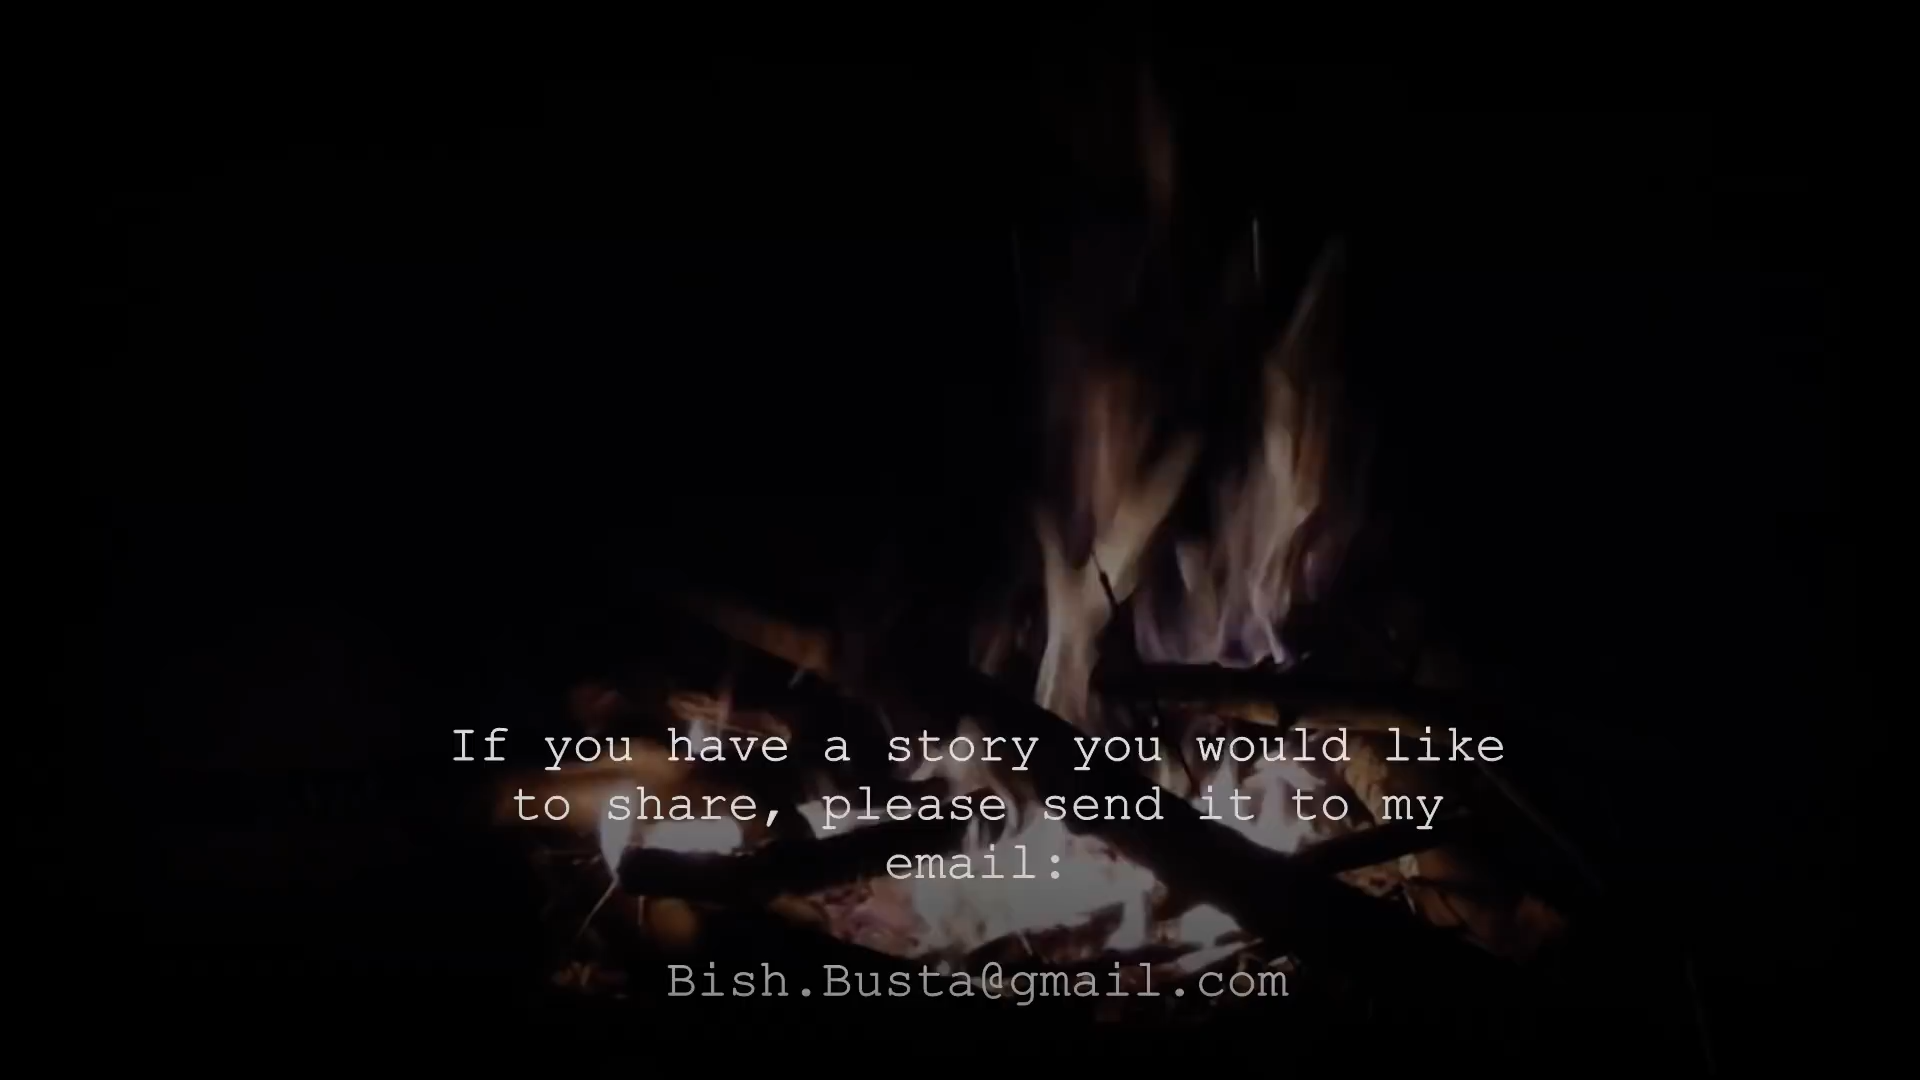 If you have a story you would like
to share, please send it to my
email:
Bish.Busta@gmail.com